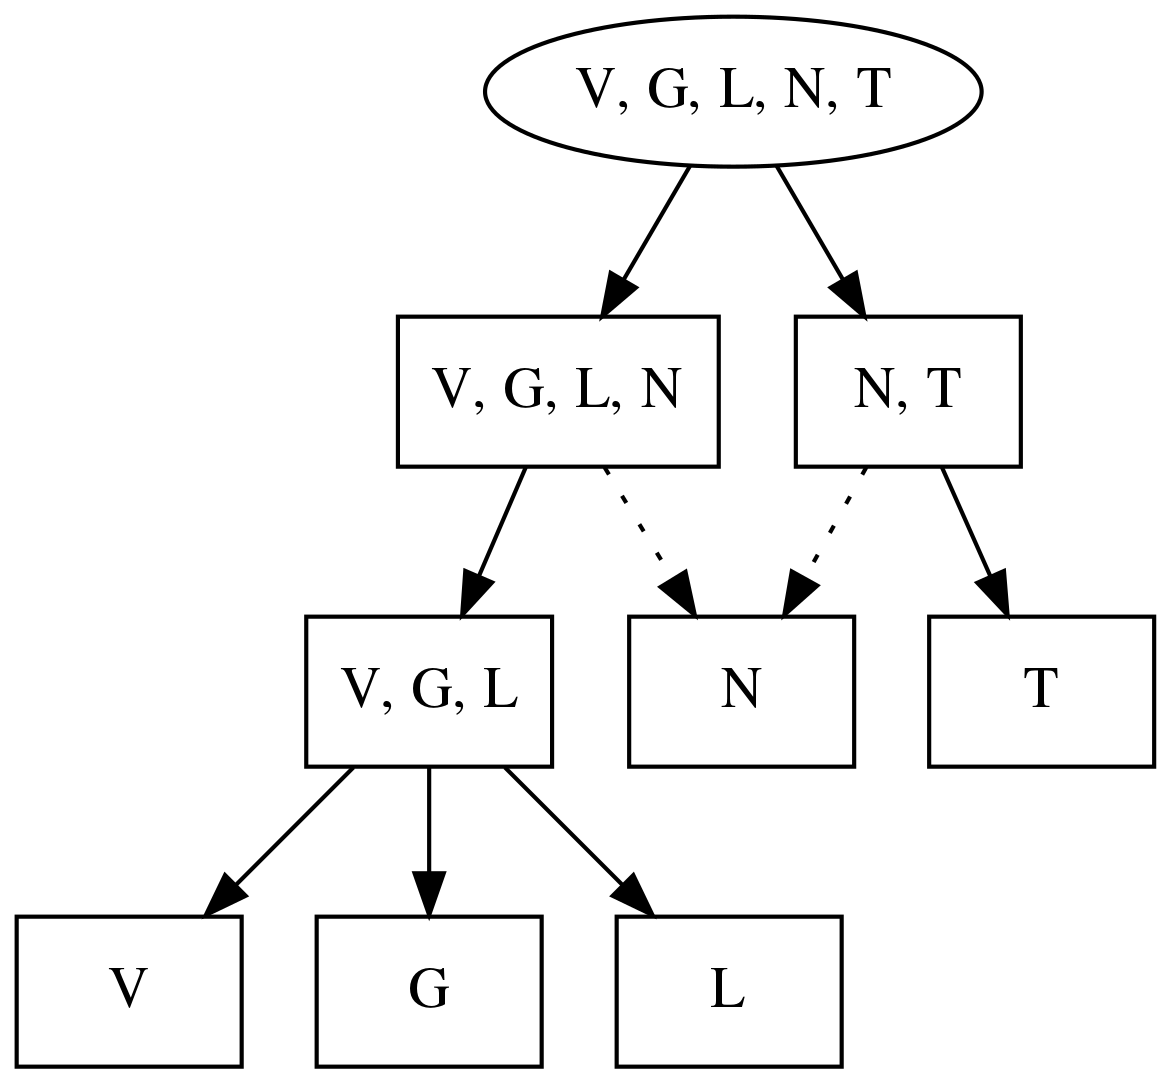 V, G, L, N, T
V, G, L, N
N, T
V, G, L
N
T
V
G
L